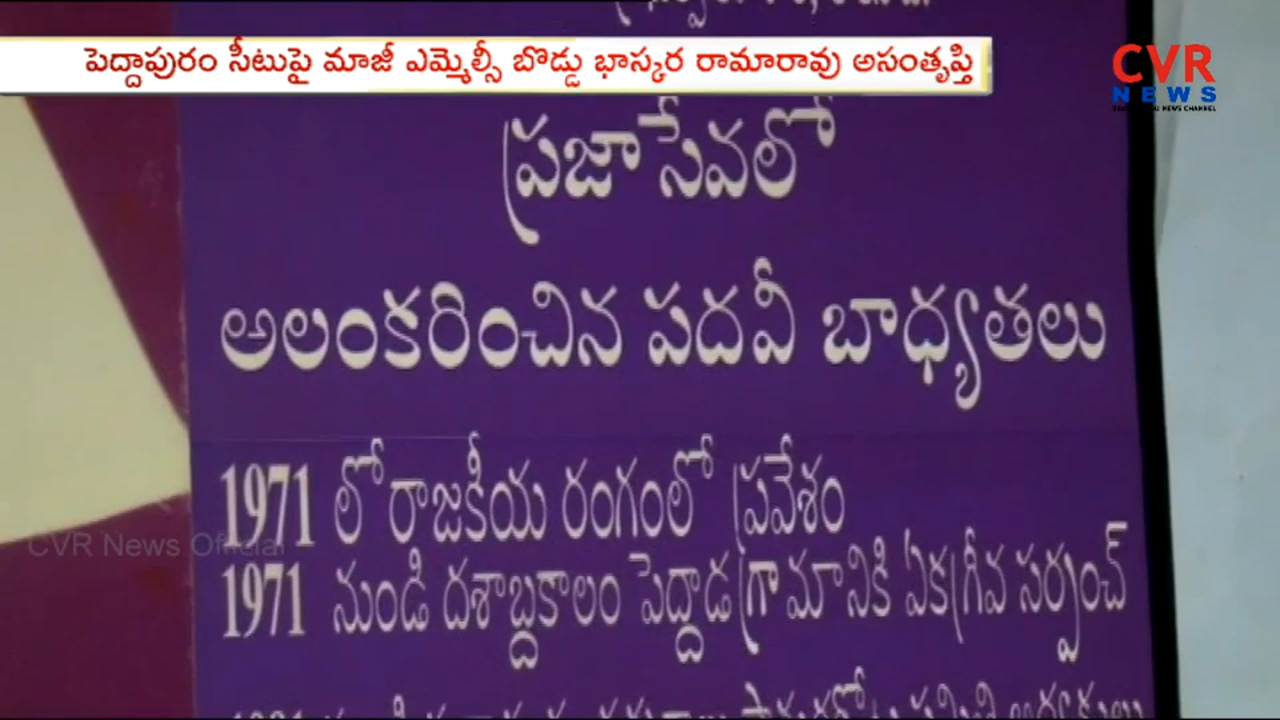 పెద్దాపురం సీటుపై మాజీ ఎమ్మెల్సీ బొడ్డు భాస్కర రామారావు అసంతృప్తి
CVR
NEWS
ప్రజాసేవలో
అలంకరించిన పదవీ బాధ్యతలు
1971 లో రాజకీయ రంగంలో ప్రవేశం
CVR News Official
1971 నుండి దశాబ్దకాలం పెద్దాడ గ్రామానికి ఏకగ్రీవ సర్పంచ్